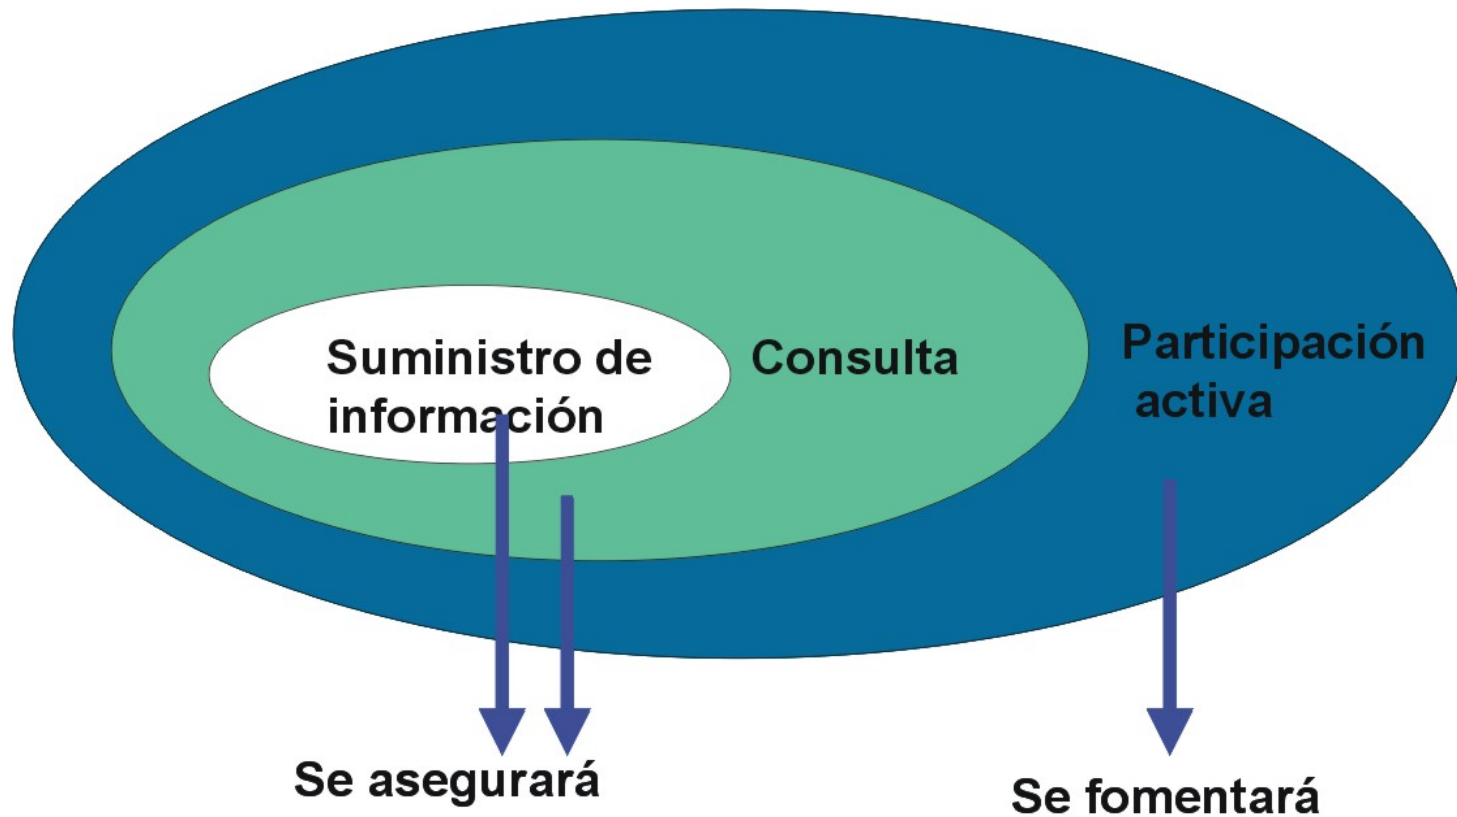 Suministro de
información
Consulta
Participación
activa
Se asegurará
Se fomentará